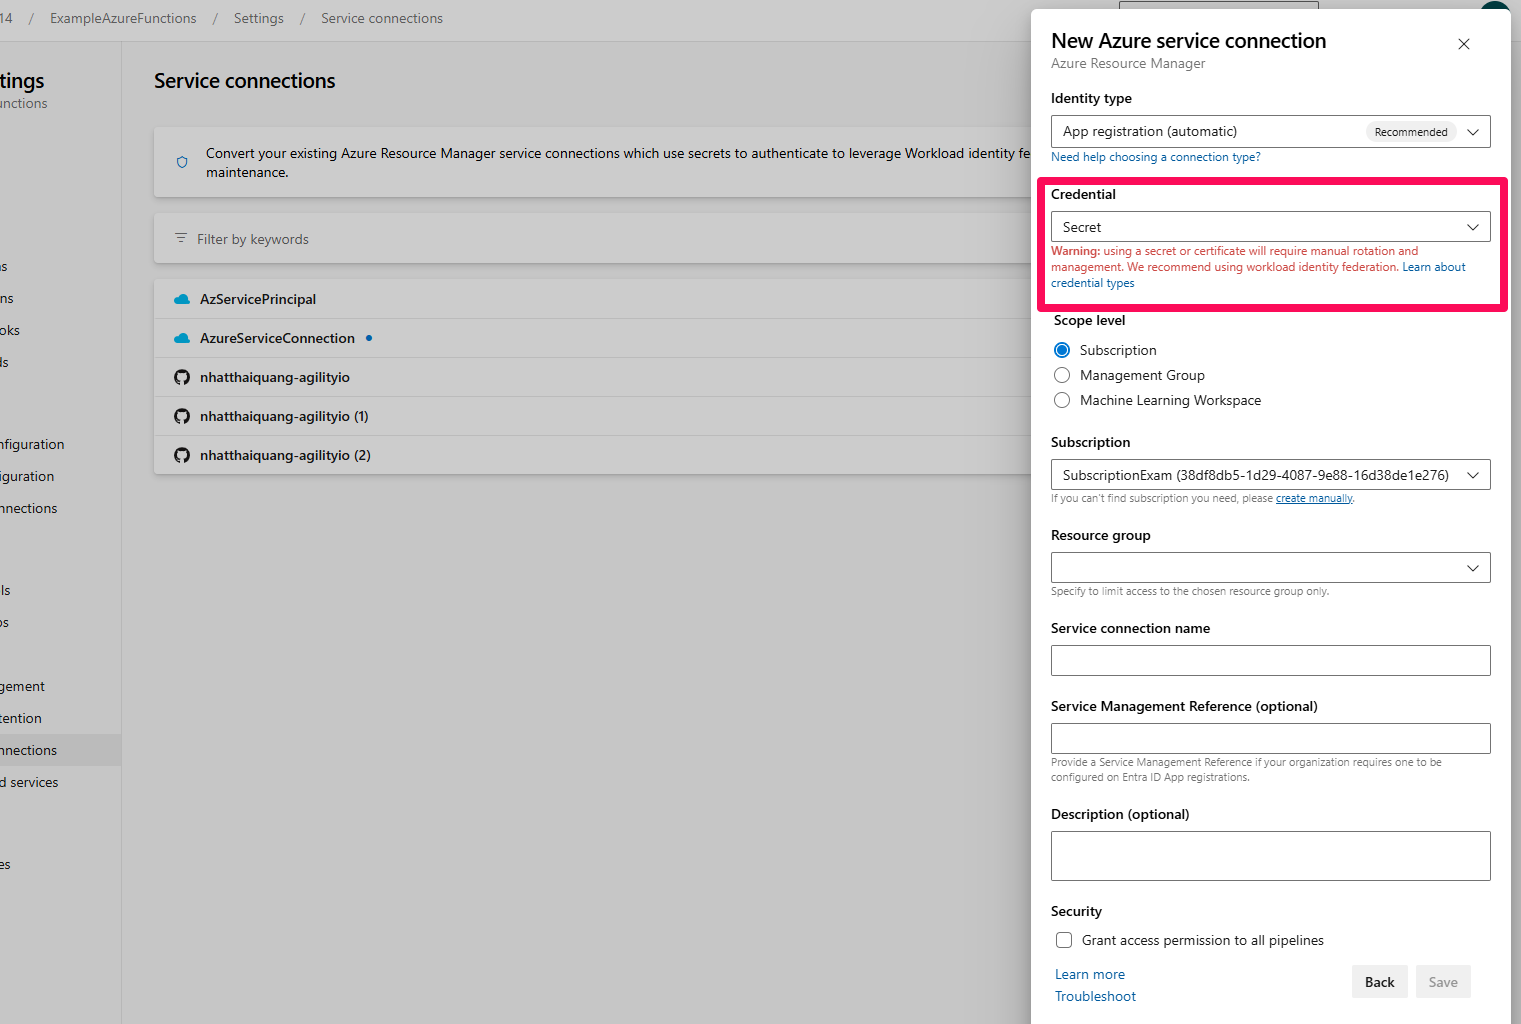 14 / ExampleAzureFunctions / Settings / Service connections
tings
unctions
ns
oks
nfiguration
iguration
nnections
ls
gement
tention
nnections
d services
es
Service connections
Convert your existing Azure Resource Manager service connections which use secrets to authenticate to leverage Workload identity fe
maintenance.
Filter by keywords
AzServicePrincipal
AzureServiceConnection
nhatthaiquang-agilityio
nhatthaiquang-agilityio (1)
nhatthaiquang-agilityio (2)
New Azure service connection
Azure Resource Manager
Identity type
App registration (automatic) Recommended
Need help choosing a connection type?
Credential
Secret
Warning: using a secret or certificate will require manual rotation and
management. We recommend using workload identity federation. Learn about
credential types
Scope level
Subscription
Management Group
Machine Learning Workspace
Subscription
SubscriptionExam (38df8db5-1d29-4087-9e88-16d38de1e276)
If you can't find subscription you need, please create manually.
Resource group
Specify to limit access to the chosen resource group only.
Service connection name
Service Management Reference (optional)
Provide a Service Management Reference if your organization requires one to be
configured on Entra ID App registrations.
Description (optional)
Security
Grant access permission to all pipelines
Learn more
Troubleshoot
Back Save